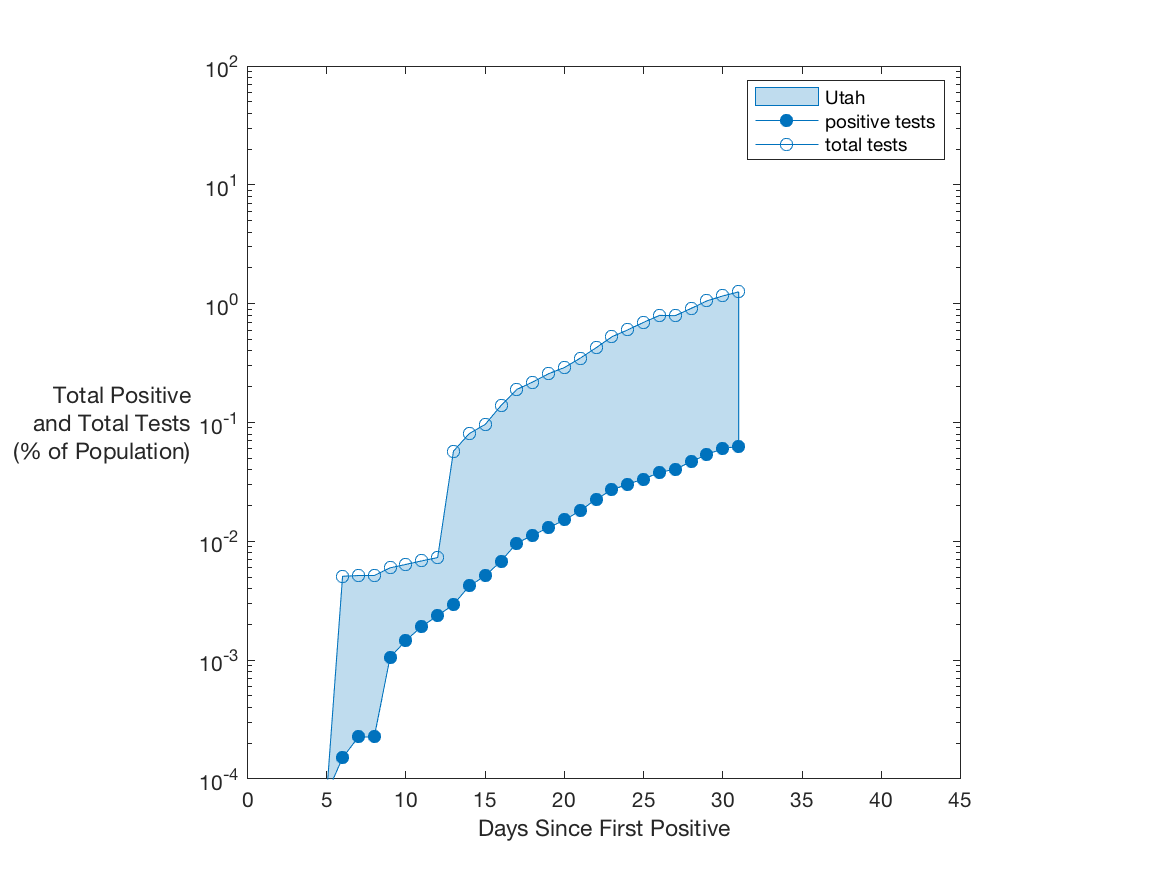 10^2
10^1
10^0
10^-1
10^-2
10^-3
10^-4
Total Positive
and Total Tests
(% of Population)
Utah
positive tests
total tests
0 5 10 15 20 25 30 35 40 45
Days Since First Positive